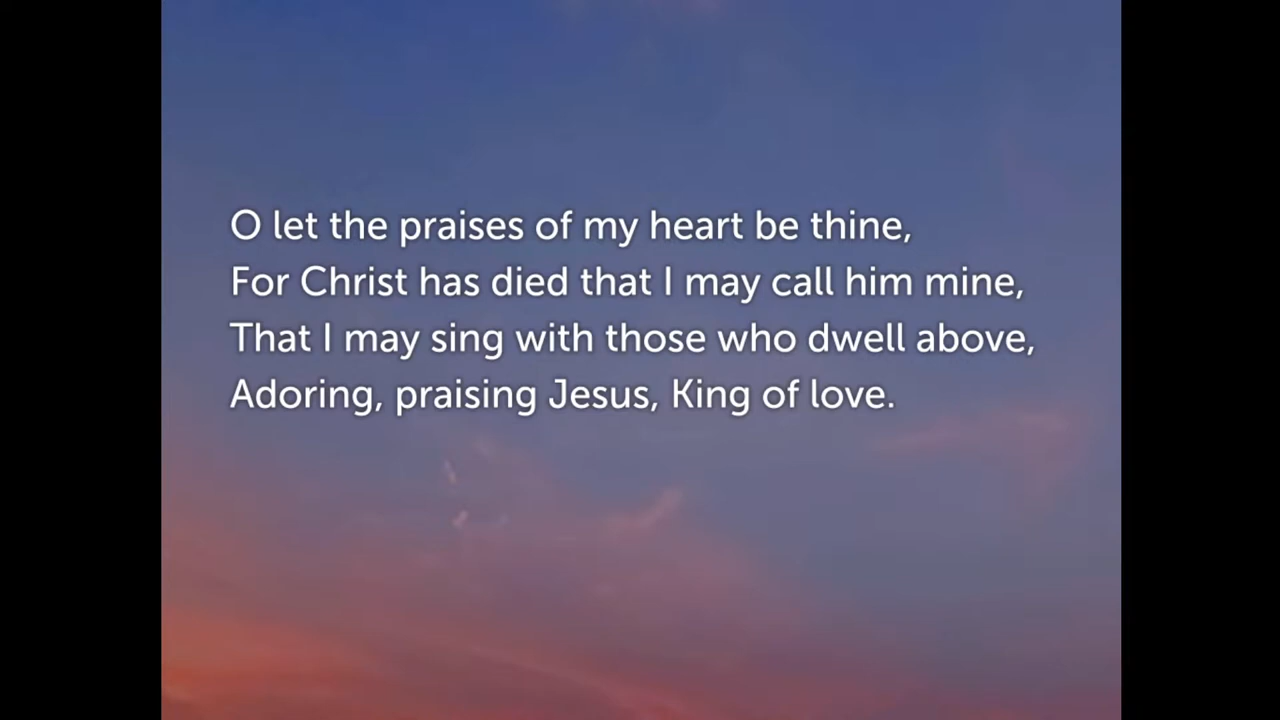 O let the praises of my heart be thine,
For Christ has died that I may call him mine,
That I may sing with those who dwell above,
Adoring, praising Jesus, King of love.